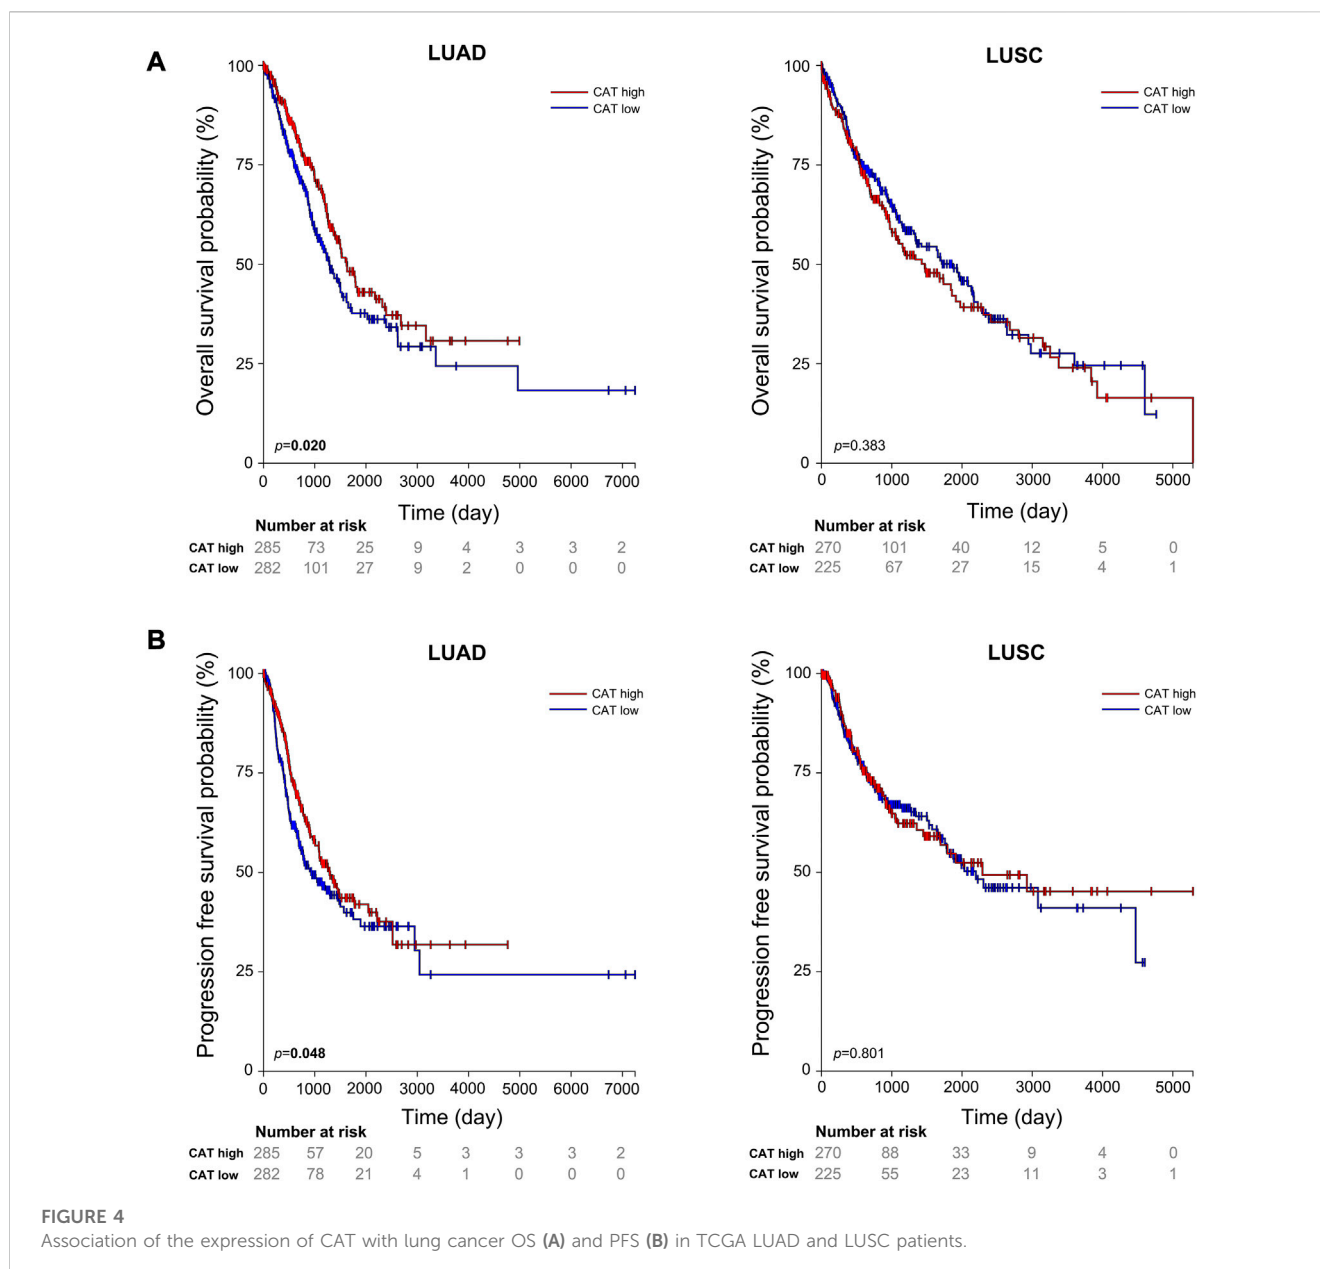 A
LUAD
Overall survival probability (%)
100
75
50
25
0
CAT high
CAT low
p=0.020
0 1000 2000 3000 4000 5000 6000 7000
Time (day)
Number at risk
CAT high 285 73 25 9 4 3 3 2
CAT low 282 101 27 9 2 0 0 0
LUSC
Overall survival probability (%)
100
75
50
25
0
CAT high
CAT low
p=0.383
0 1000 2000 3000 4000 5000
Time (day)
Number at risk
CAT high 270 101 40 12 5 0
CAT low 225 67 27 15 4 1
B
LUAD
Progression free survival probability (%)
100
75
50
25
0
CAT high
CAT low
p=0.048
0 1000 2000 3000 4000 5000 6000 7000
Time (day)
Number at risk
CAT high 285 57 20 5 3 3 3 2
CAT low 282 78 21 4 1 0 0 0
LUSC
Progression free survival probability (%)
100
75
50
25
0
CAT high
CAT low
p=0.801
0 1000 2000 3000 4000 5000
Time (day)
Number at risk
CAT high 270 88 33 9 4 0
CAT low 225 55 23 11 3 1
FIGURE 4
Association of the expression of CAT with lung cancer OS (A) and PFS (B) in TCGA LUAD and LUSC patients.